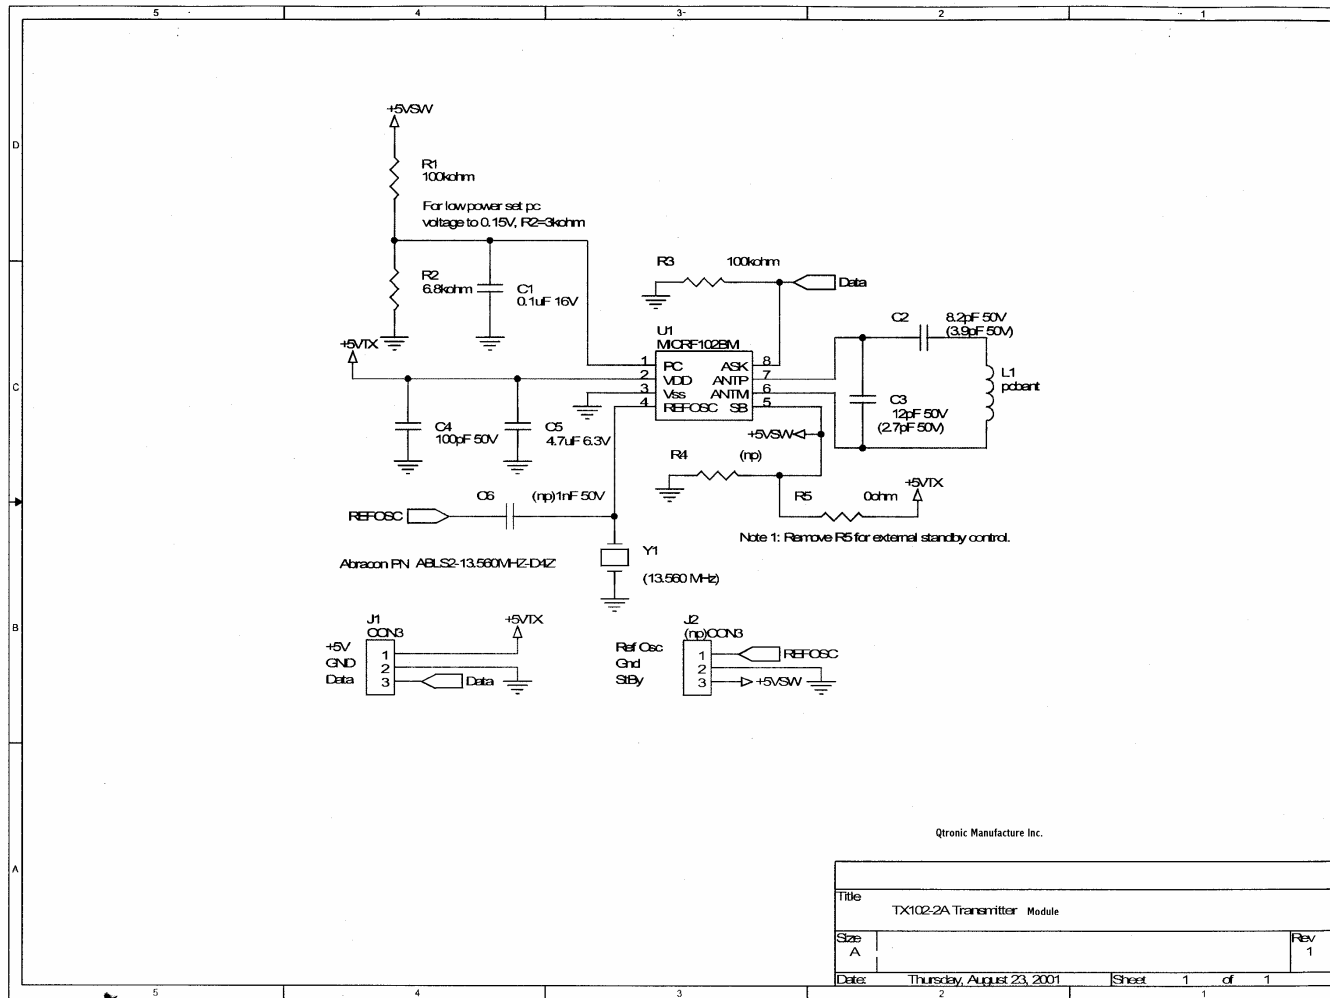 5
4
3
2
1
D
C
B
A
+5VSW
R1
100kohm
For low power set pc
voltage to 0.15V, R2=3kohm
R2
6.8kohm
C1
0.1uF 16V
R3 100kohm
Data
+5VTX
U1
MICRF102BM
1 PC ASK 8
2 VDD ANTP 7
3 Vss ANTM 6
4 REFOSC SB 5
C2 8.2pF 50V
(3.9pF 50V)
L1
pcbant
C3
12pF 50V
(2.7pF 50V)
C4
100pF 50V
C5
4.7uF 6.3V
+5VSW
R4 (np)
R5 0ohm
+5VTX
Note 1: Remove R5 for external standby control.
REFOSC
C6 (np)1nF 50V
Y1
(13.560 MHz)
Abracon PN ABLS2-13.560MHZ-D4Z'
J1
CON3
+5VTX
+5V 1
GND 2
Data 3 Data
J2
(np)CON3
Ref Osc 1 REFOSC
Gnd 2
StBy 3 +5VSW
Qtronic Manufacture Inc.
Title
TX102-2A Transmitter Module
Size
A
Rev
1
Date: Thursday, August 23, 2001 Sheet 1 of 1
5
4
3
2
1